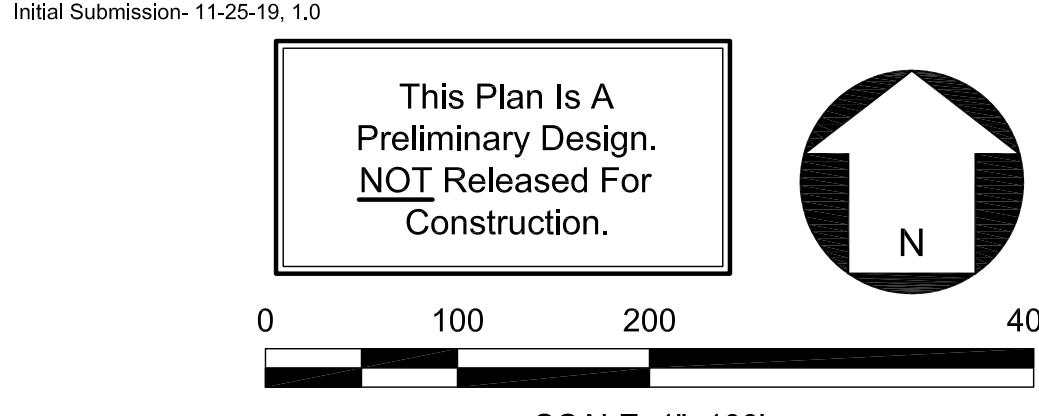 Initial Submission- 11-25-19, 1.0
This Plan Is A
Preliminary Design.
NOT Released For
Construction.
N
0 100 200